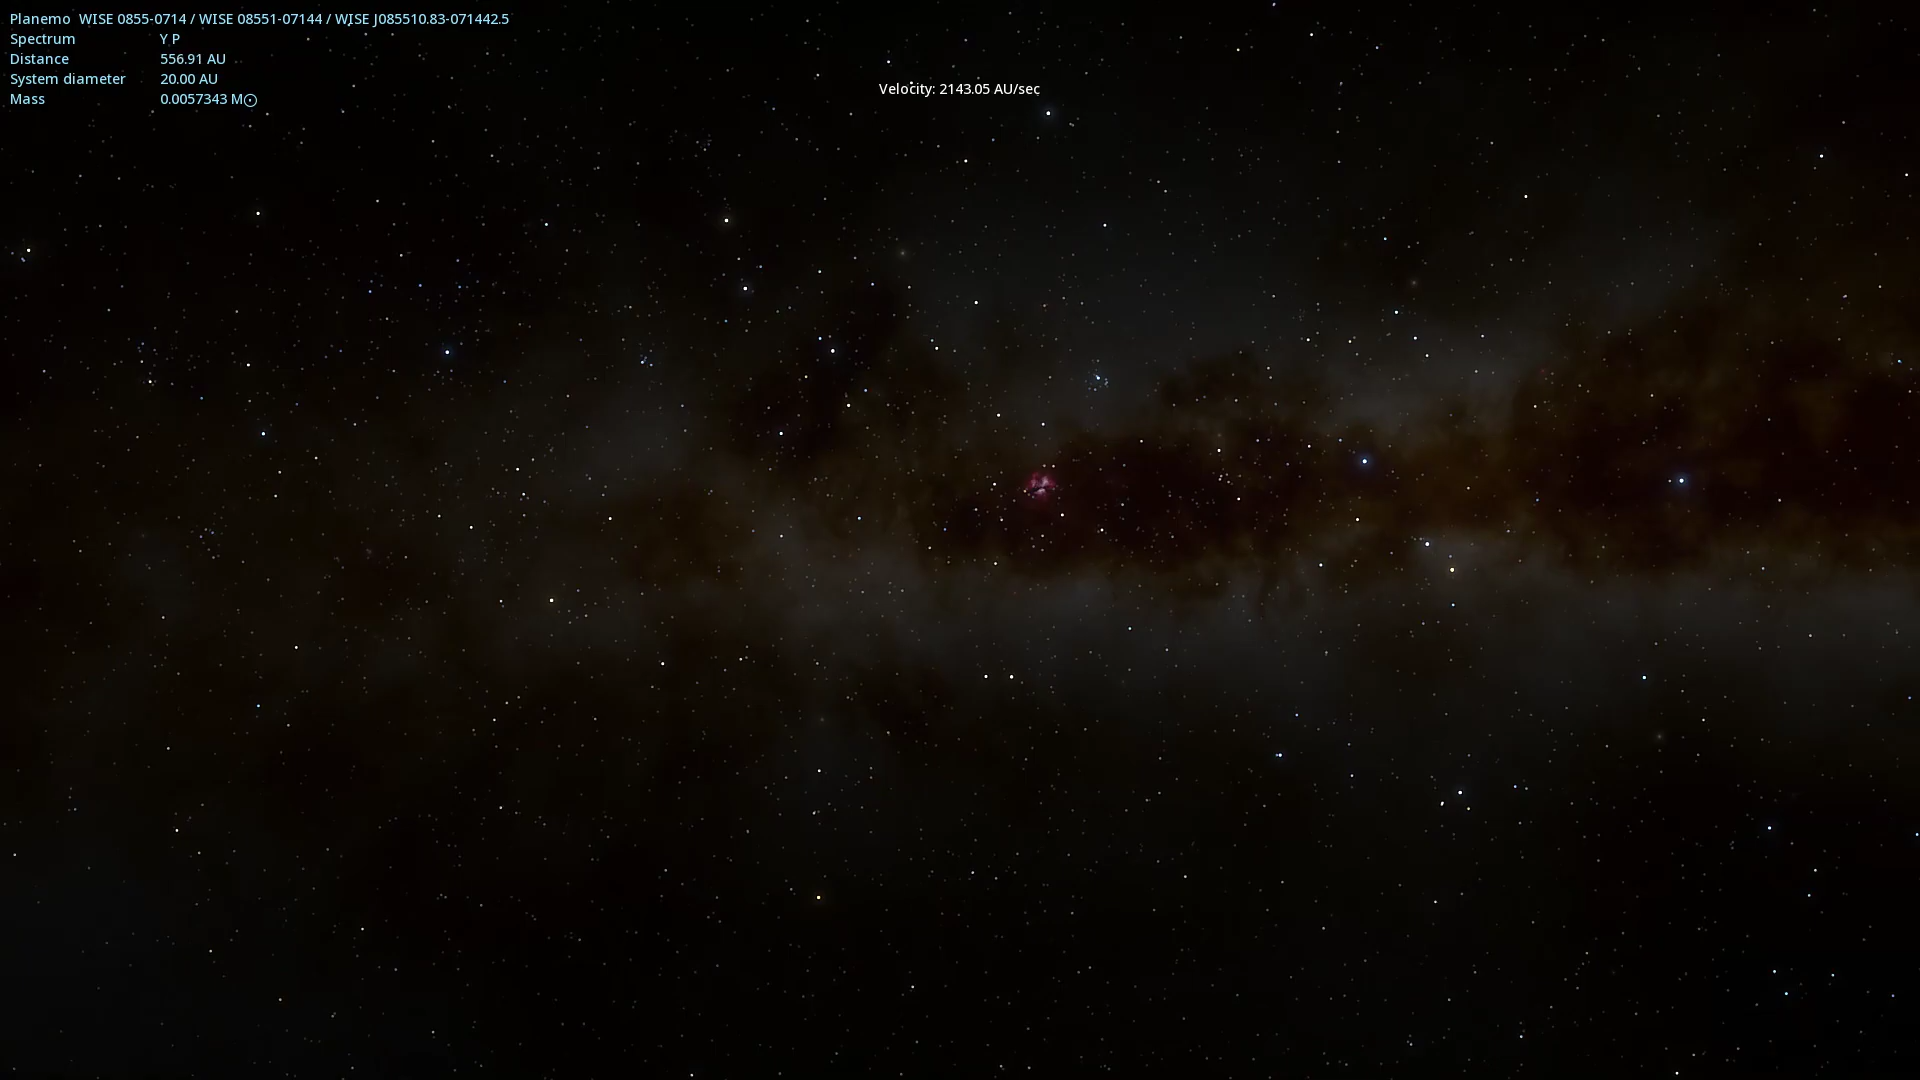 Planemo WISE 0855-0714 / WISE 08551-07144 / WISE J085510.83-071442.5
Spectrum Y P
Distance 556.91 AU
System diameter 20.00 AU
Mass 0.0057343 M☉
Velocity: 2143.05 AU/sec